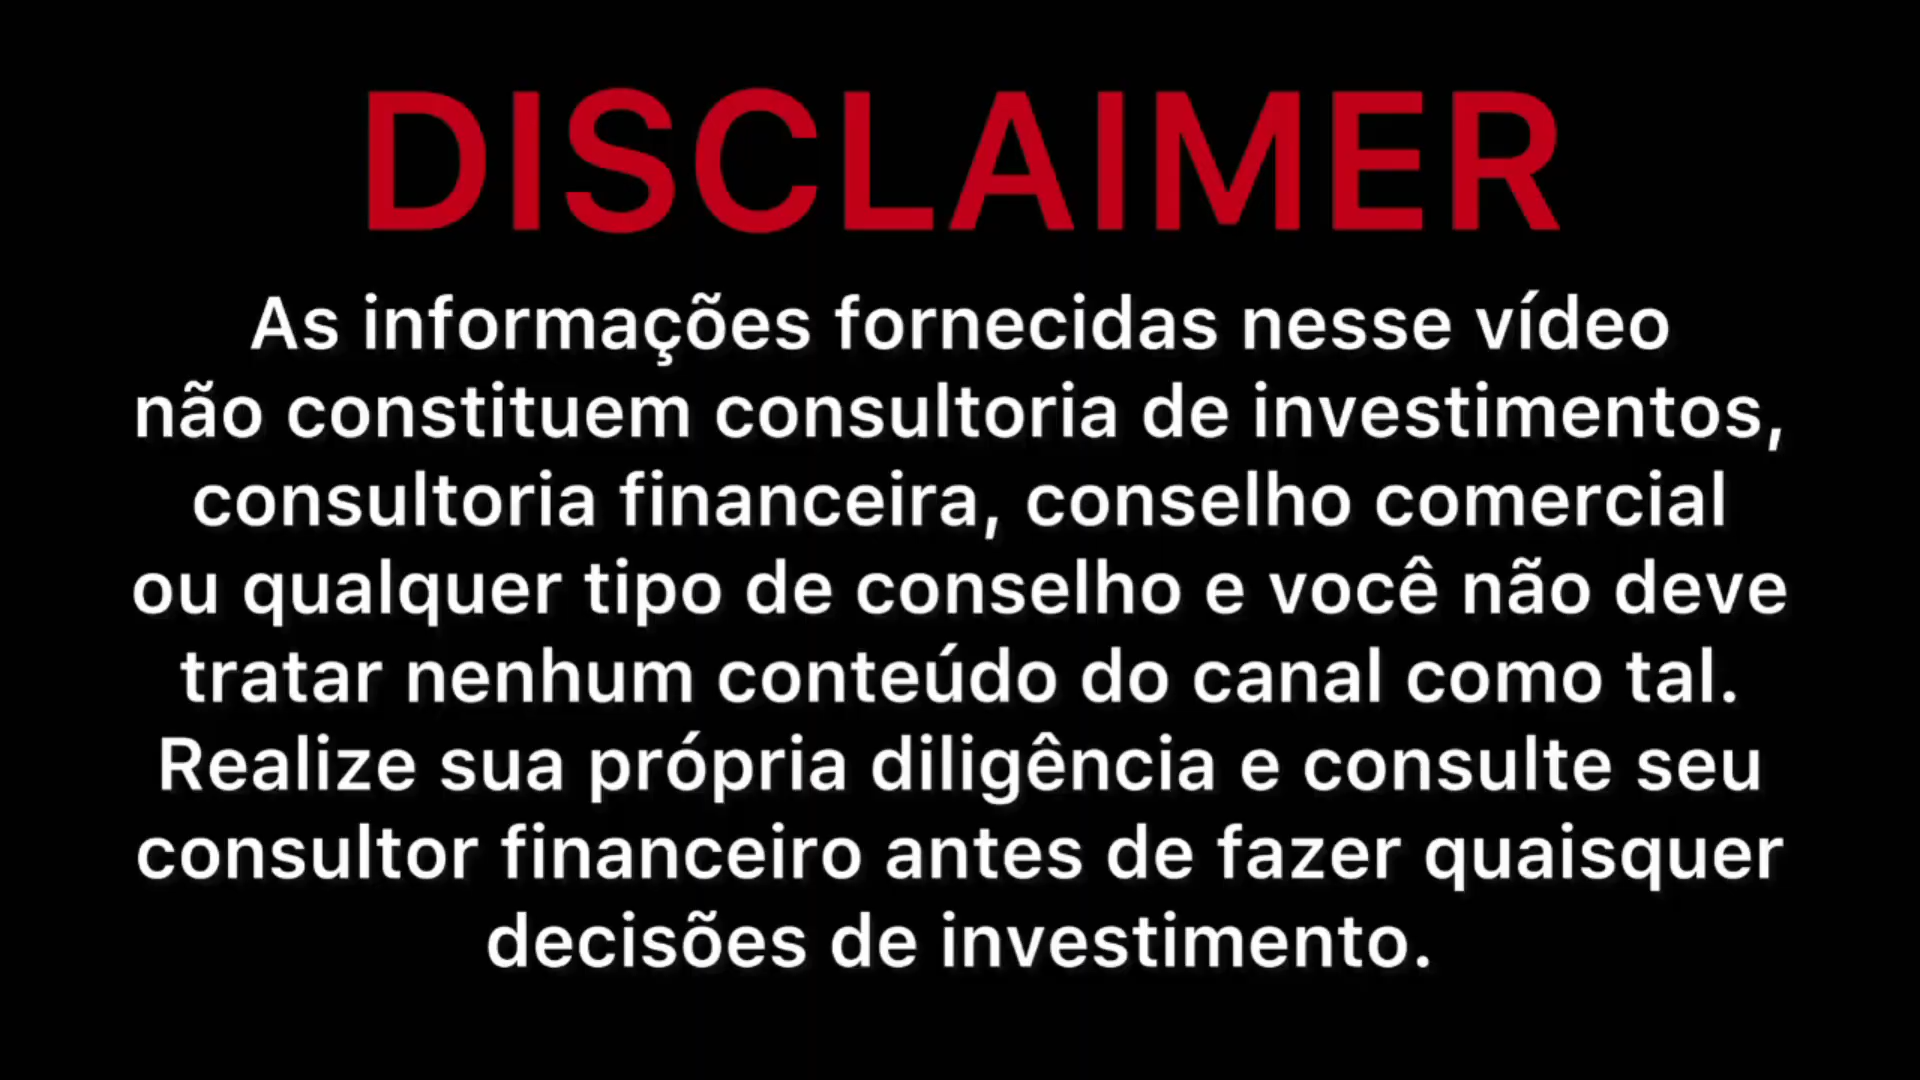 DISCLAIMER
As informações fornecidas nesse vídeo
não constituem consultoria de investimentos,
consultoria financeira, conselho comercial
ou qualquer tipo de conselho e você não deve
tratar nenhum conteúdo do canal como tal.
Realize sua própria diligência e consulte seu
consultor financeiro antes de fazer quaisquer
decisões de investimento.